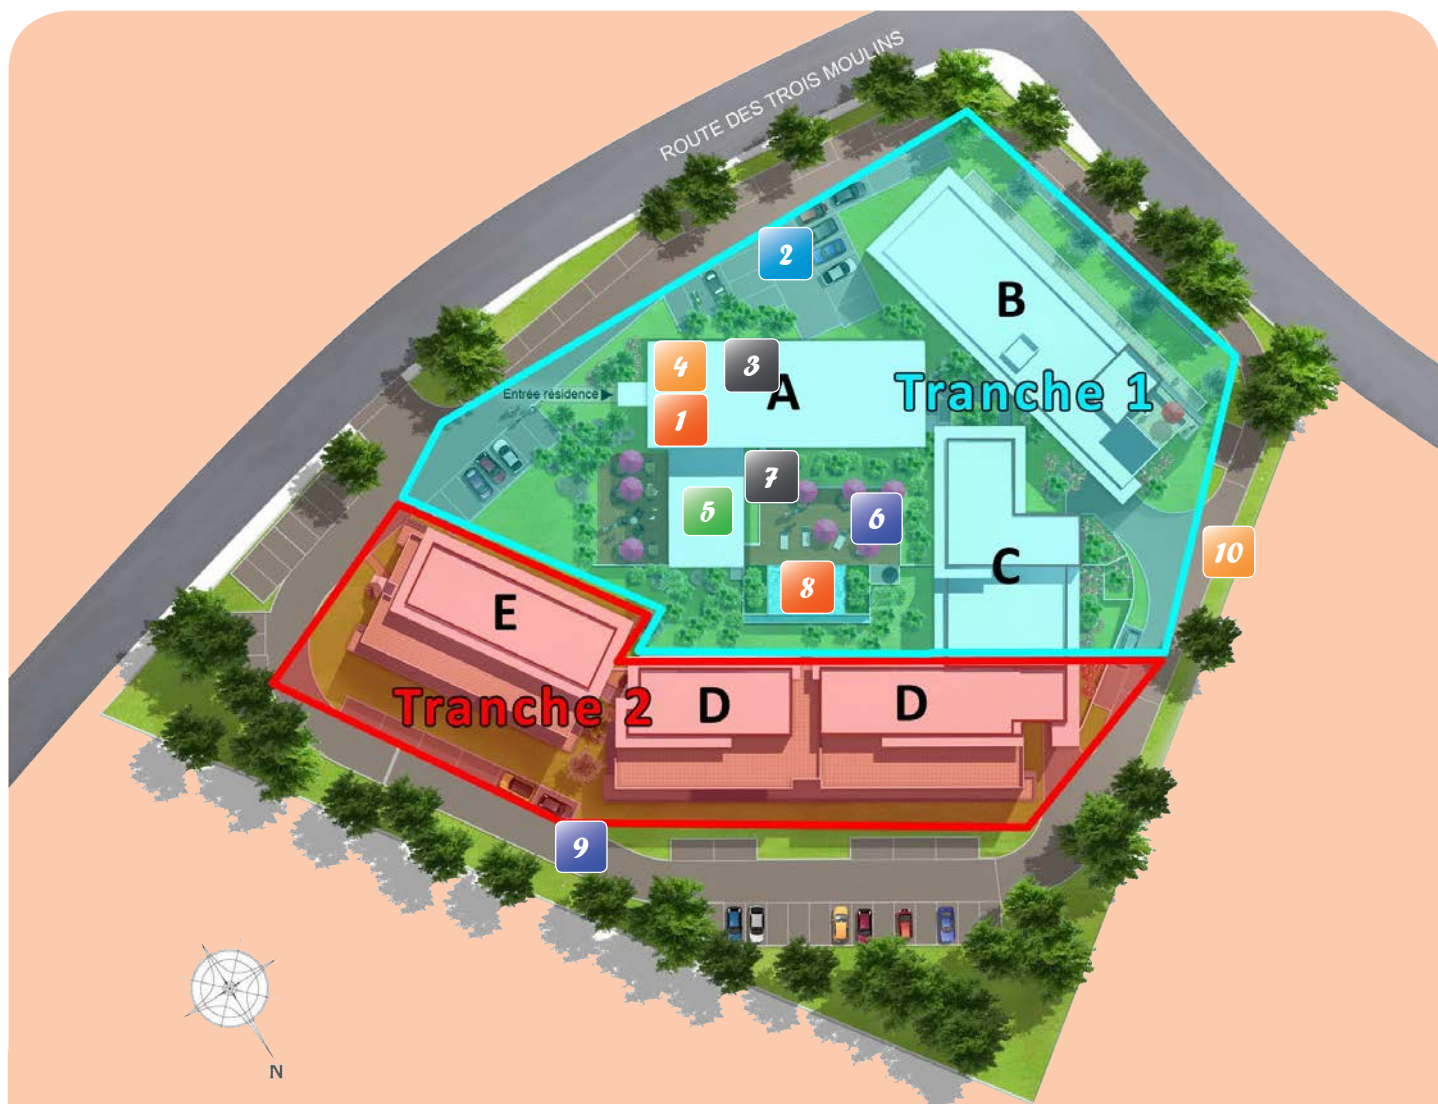 ROUTE DES TROIS MOULINS
2
B
4
3
A
Tranche 1
Entrée résidence
1
7
5
6
10
C
8
E
Tranche 2
D
D
9
N